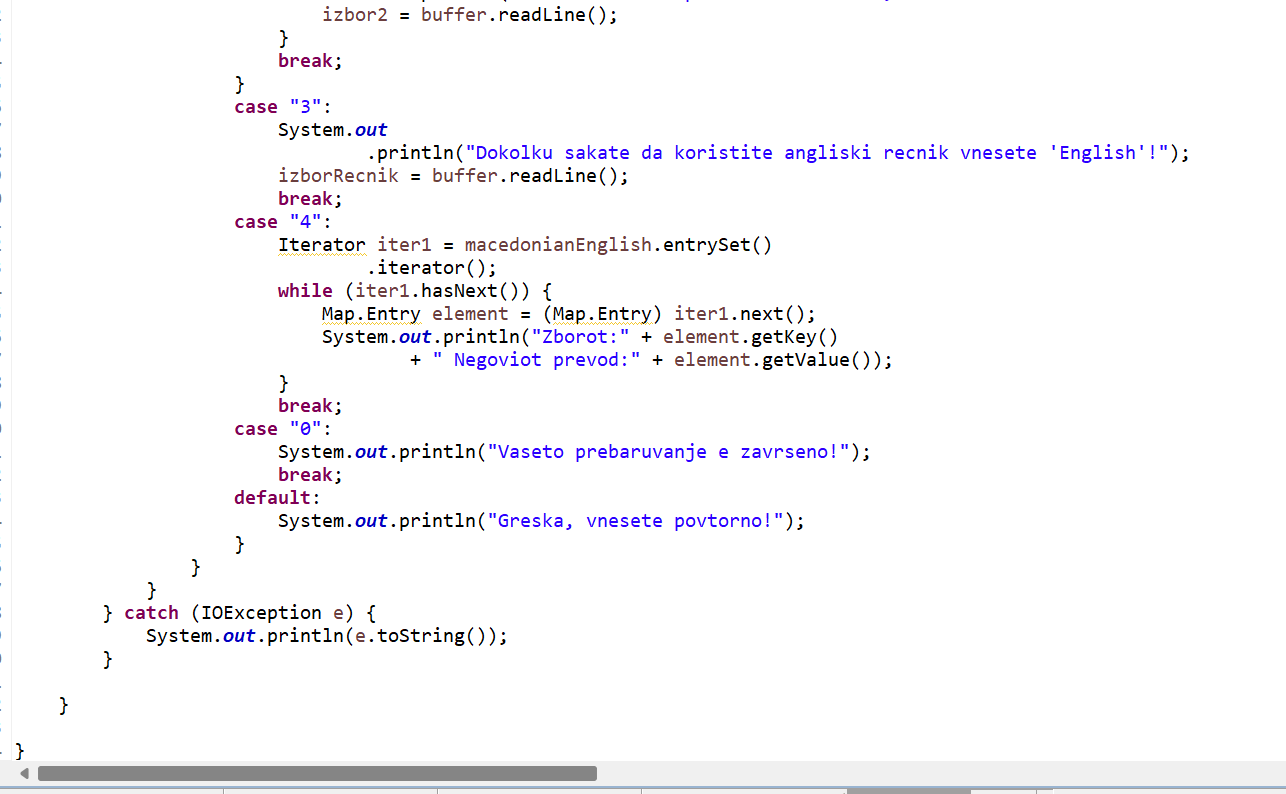 izbor2 = buffer.readLine();
}
break;
}
case "3":
System.out
.println("Dokolku sakate da koristite angliski recnik vnesete 'English'!");
izborRecnik = buffer.readLine();
break;
case "4":
Iterator iter1 = macedonianEnglish.entrySet()
.iterator();
while (iter1.hasNext()) {
Map.Entry element = (Map.Entry) iter1.next();
System.out.println("Zborot:" + element.getKey()
+ " Negoviot prevod:" + element.getValue());
}
break;
case "0":
System.out.println("Vaseto prebaruvanje e zavrseno!");
break;
default:
System.out.println("Greska, vnesete povtorno!");
}
}
}
} catch (IOException e) {
System.out.println(e.toString());
}
}
}